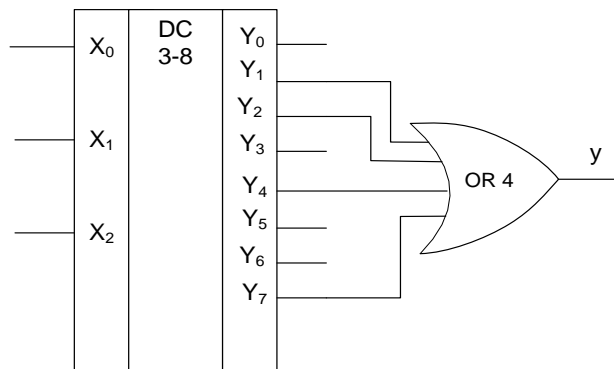 X₀
X₁
X₂
DC
3-8
Y₀
Y₁
Y₂
Y₃
Y₄
Y₅
Y₆
Y₇
OR 4
y